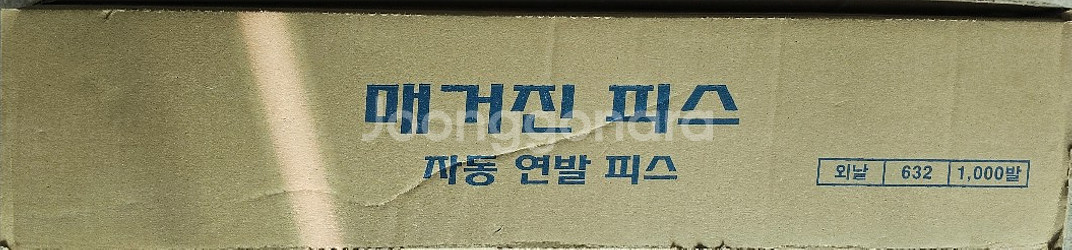 매거진 피스
Joonggonara
자동 연발 피스
외날 632 1,000발